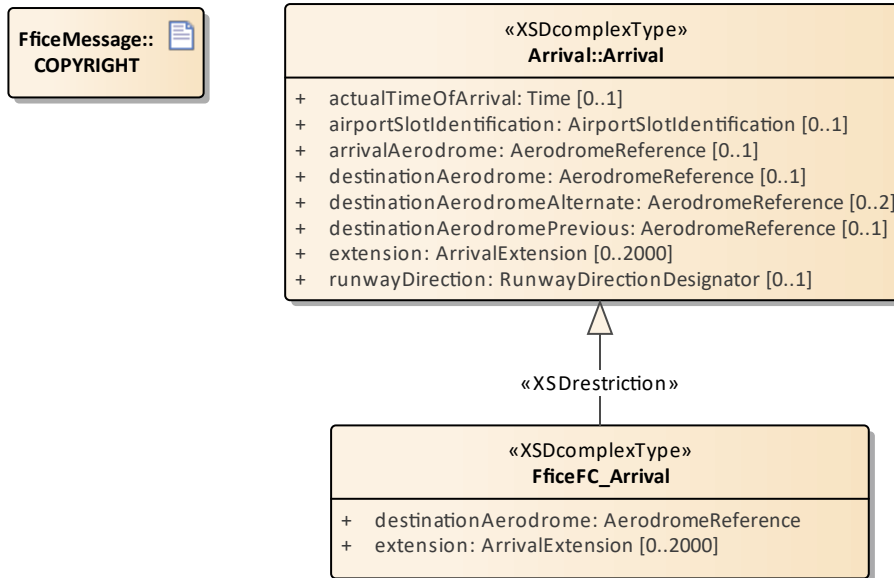 FficeMessage::
COPYRIGHT
«XSDcomplexType»
Arrival::Arrival
+ actualTimeOfArrival: Time [0..1]
+ airportSlotIdentification: AirportSlotIdentification [0..1]
+ arrivalAerodrome: AerodromeReference [0..1]
+ destinationAerodrome: AerodromeReference [0..1]
+ destinationAerodromeAlternate: AerodromeReference [0..2]
+ destinationAerodromePrevious: AerodromeReference [0..1]
+ extension: ArrivalExtension [0..2000]
+ runwayDirection: RunwayDirectionDesignator [0..1]
«XSDrestriction»
«XSDcomplexType»
FficeFC_Arrival
+ destinationAerodrome: AerodromeReference
+ extension: ArrivalExtension [0..2000]